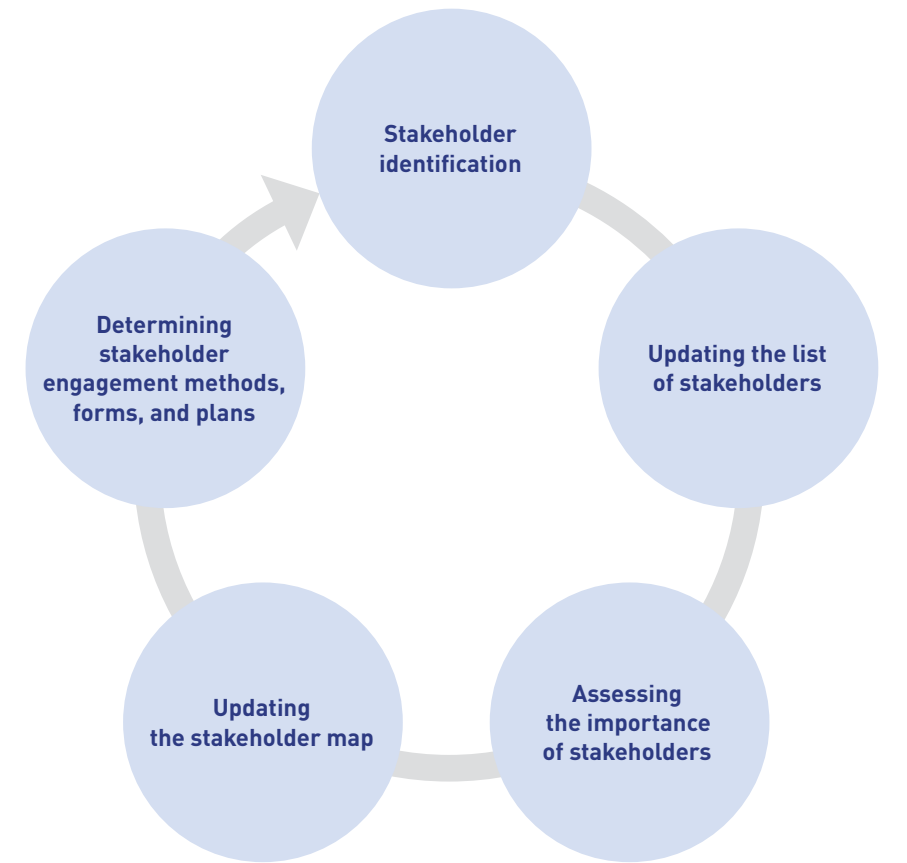 Stakeholder
identification
Updating the list
of stakeholders
Assessing
the importance
of stakeholders
Updating
the stakeholder map
Determining
stakeholder
engagement methods,
forms, and plans